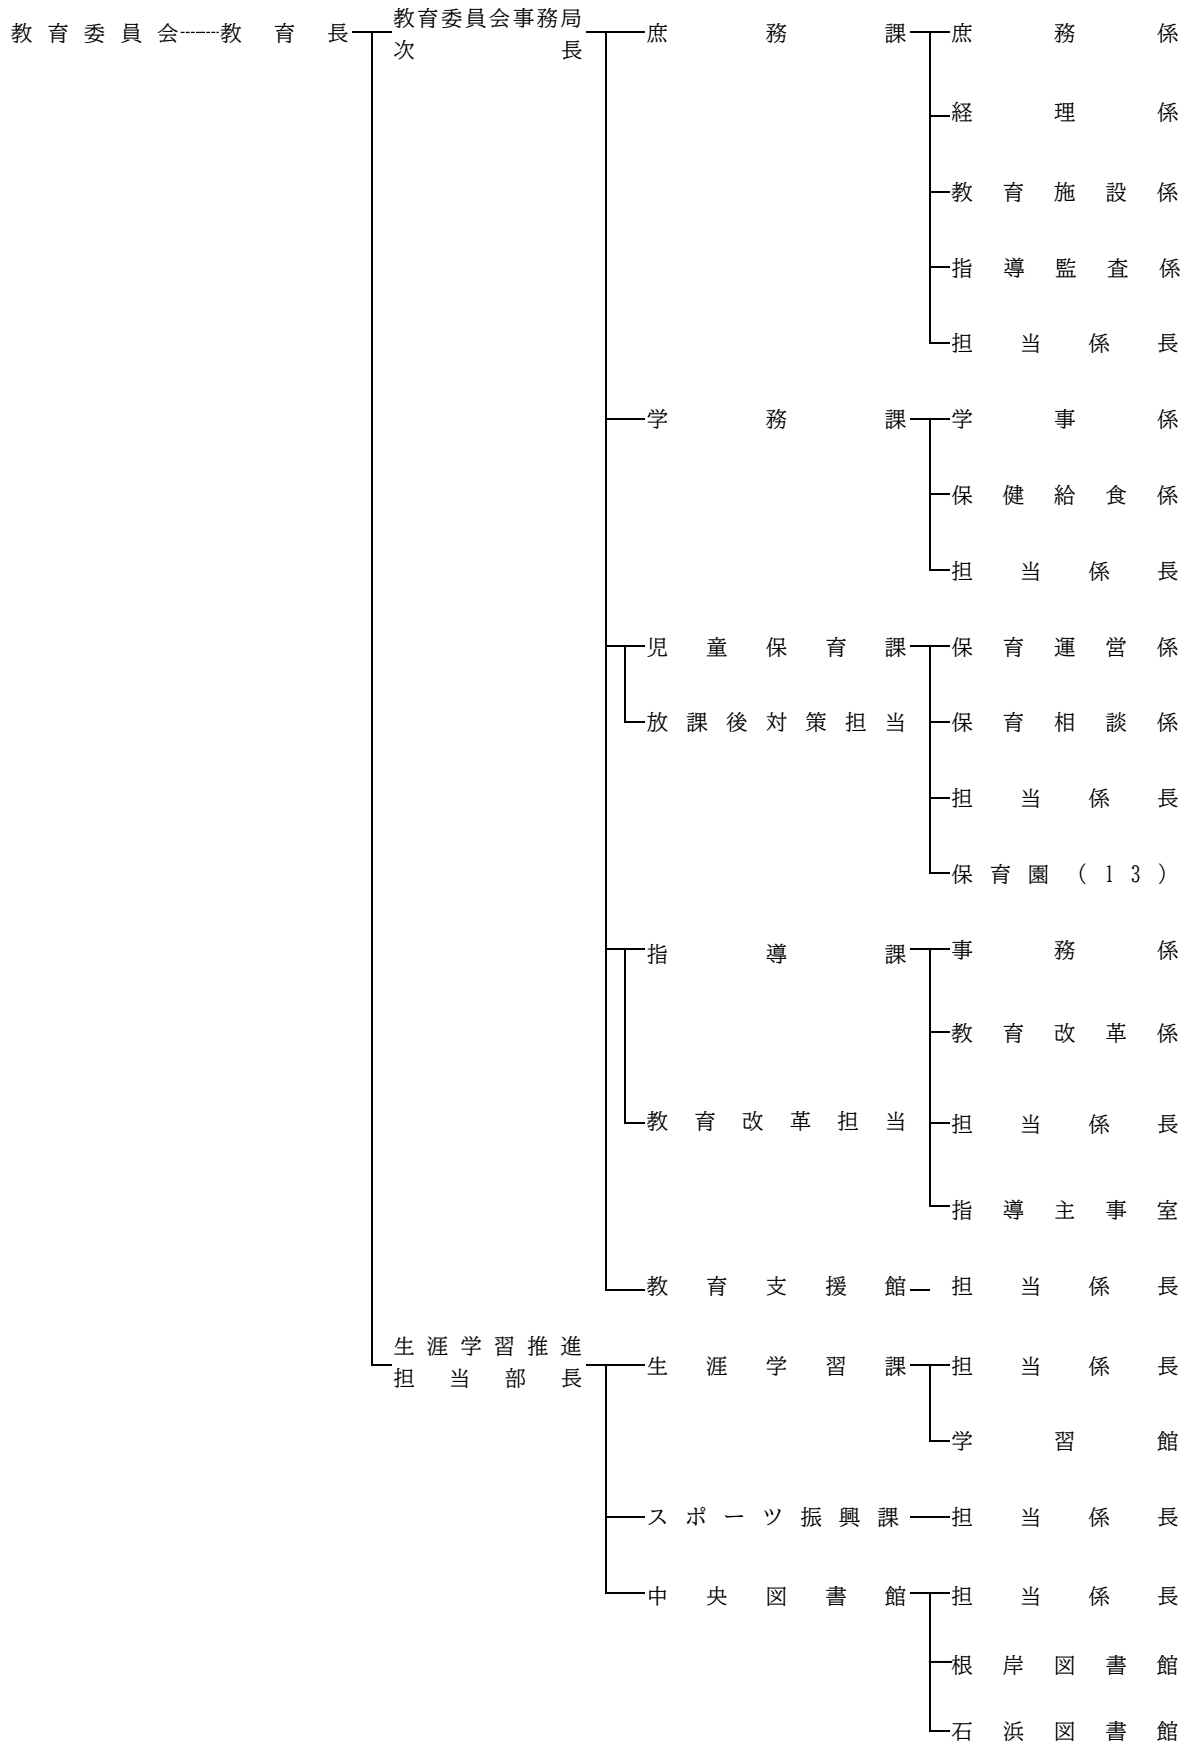 教育委員会 教育長 教育委員会事務局 庶務課 庶務係
次長
経理係
教育施設係
指導監査係
担当係長
学務課 学事係
保健給食係
担当係長
児童保育課 保育運営係
放課後対策担当 保育相談係
担当係長
保育園(13)
指導課 事務係
教育改革係
教育改革担当 担当係長
指導主事室
教育支援館 担当係長
生涯学習推進
担当部長 生涯学習課 担当係長
学習館
スポーツ振興課 担当係長
中央図書館 担当係長
根岸図書館
石浜図書館